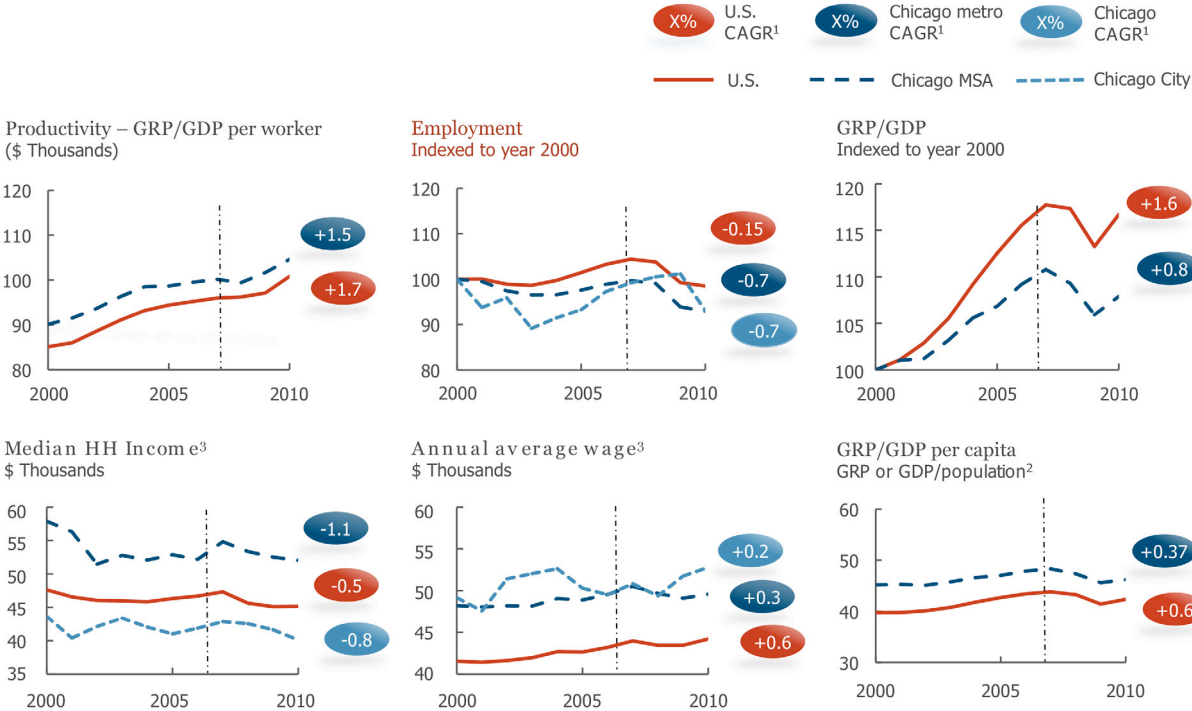 X%
U.S.
CAGR¹
X%
Chicago metro
CAGR¹
X%
Chicago
CAGR¹
U.S.
Chicago MSA
Chicago City
Productivity – GRP/GDP per worker
($ Thousands)
120
110
100
90
80
2000
2005
2010
+1.5
+1.7
Employment
Indexed to year 2000
120
110
100
90
80
2000
2005
2010
-0.15
-0.7
-0.7
GRP/GDP
Indexed to year 2000
120
115
110
105
100
2000
2005
2010
+1.6
+0.8
Median HH Income³
$ Thousands
60
55
50
45
40
35
2000
2005
2010
-1.1
-0.5
-0.8
Annual average wage³
$ Thousands
60
55
50
45
40
2000
2005
2010
+0.2
+0.3
+0.6
GRP/GDP per capita
GRP or GDP/population²
60
50
40
30
2000
2005
2010
+0.37
+0.6